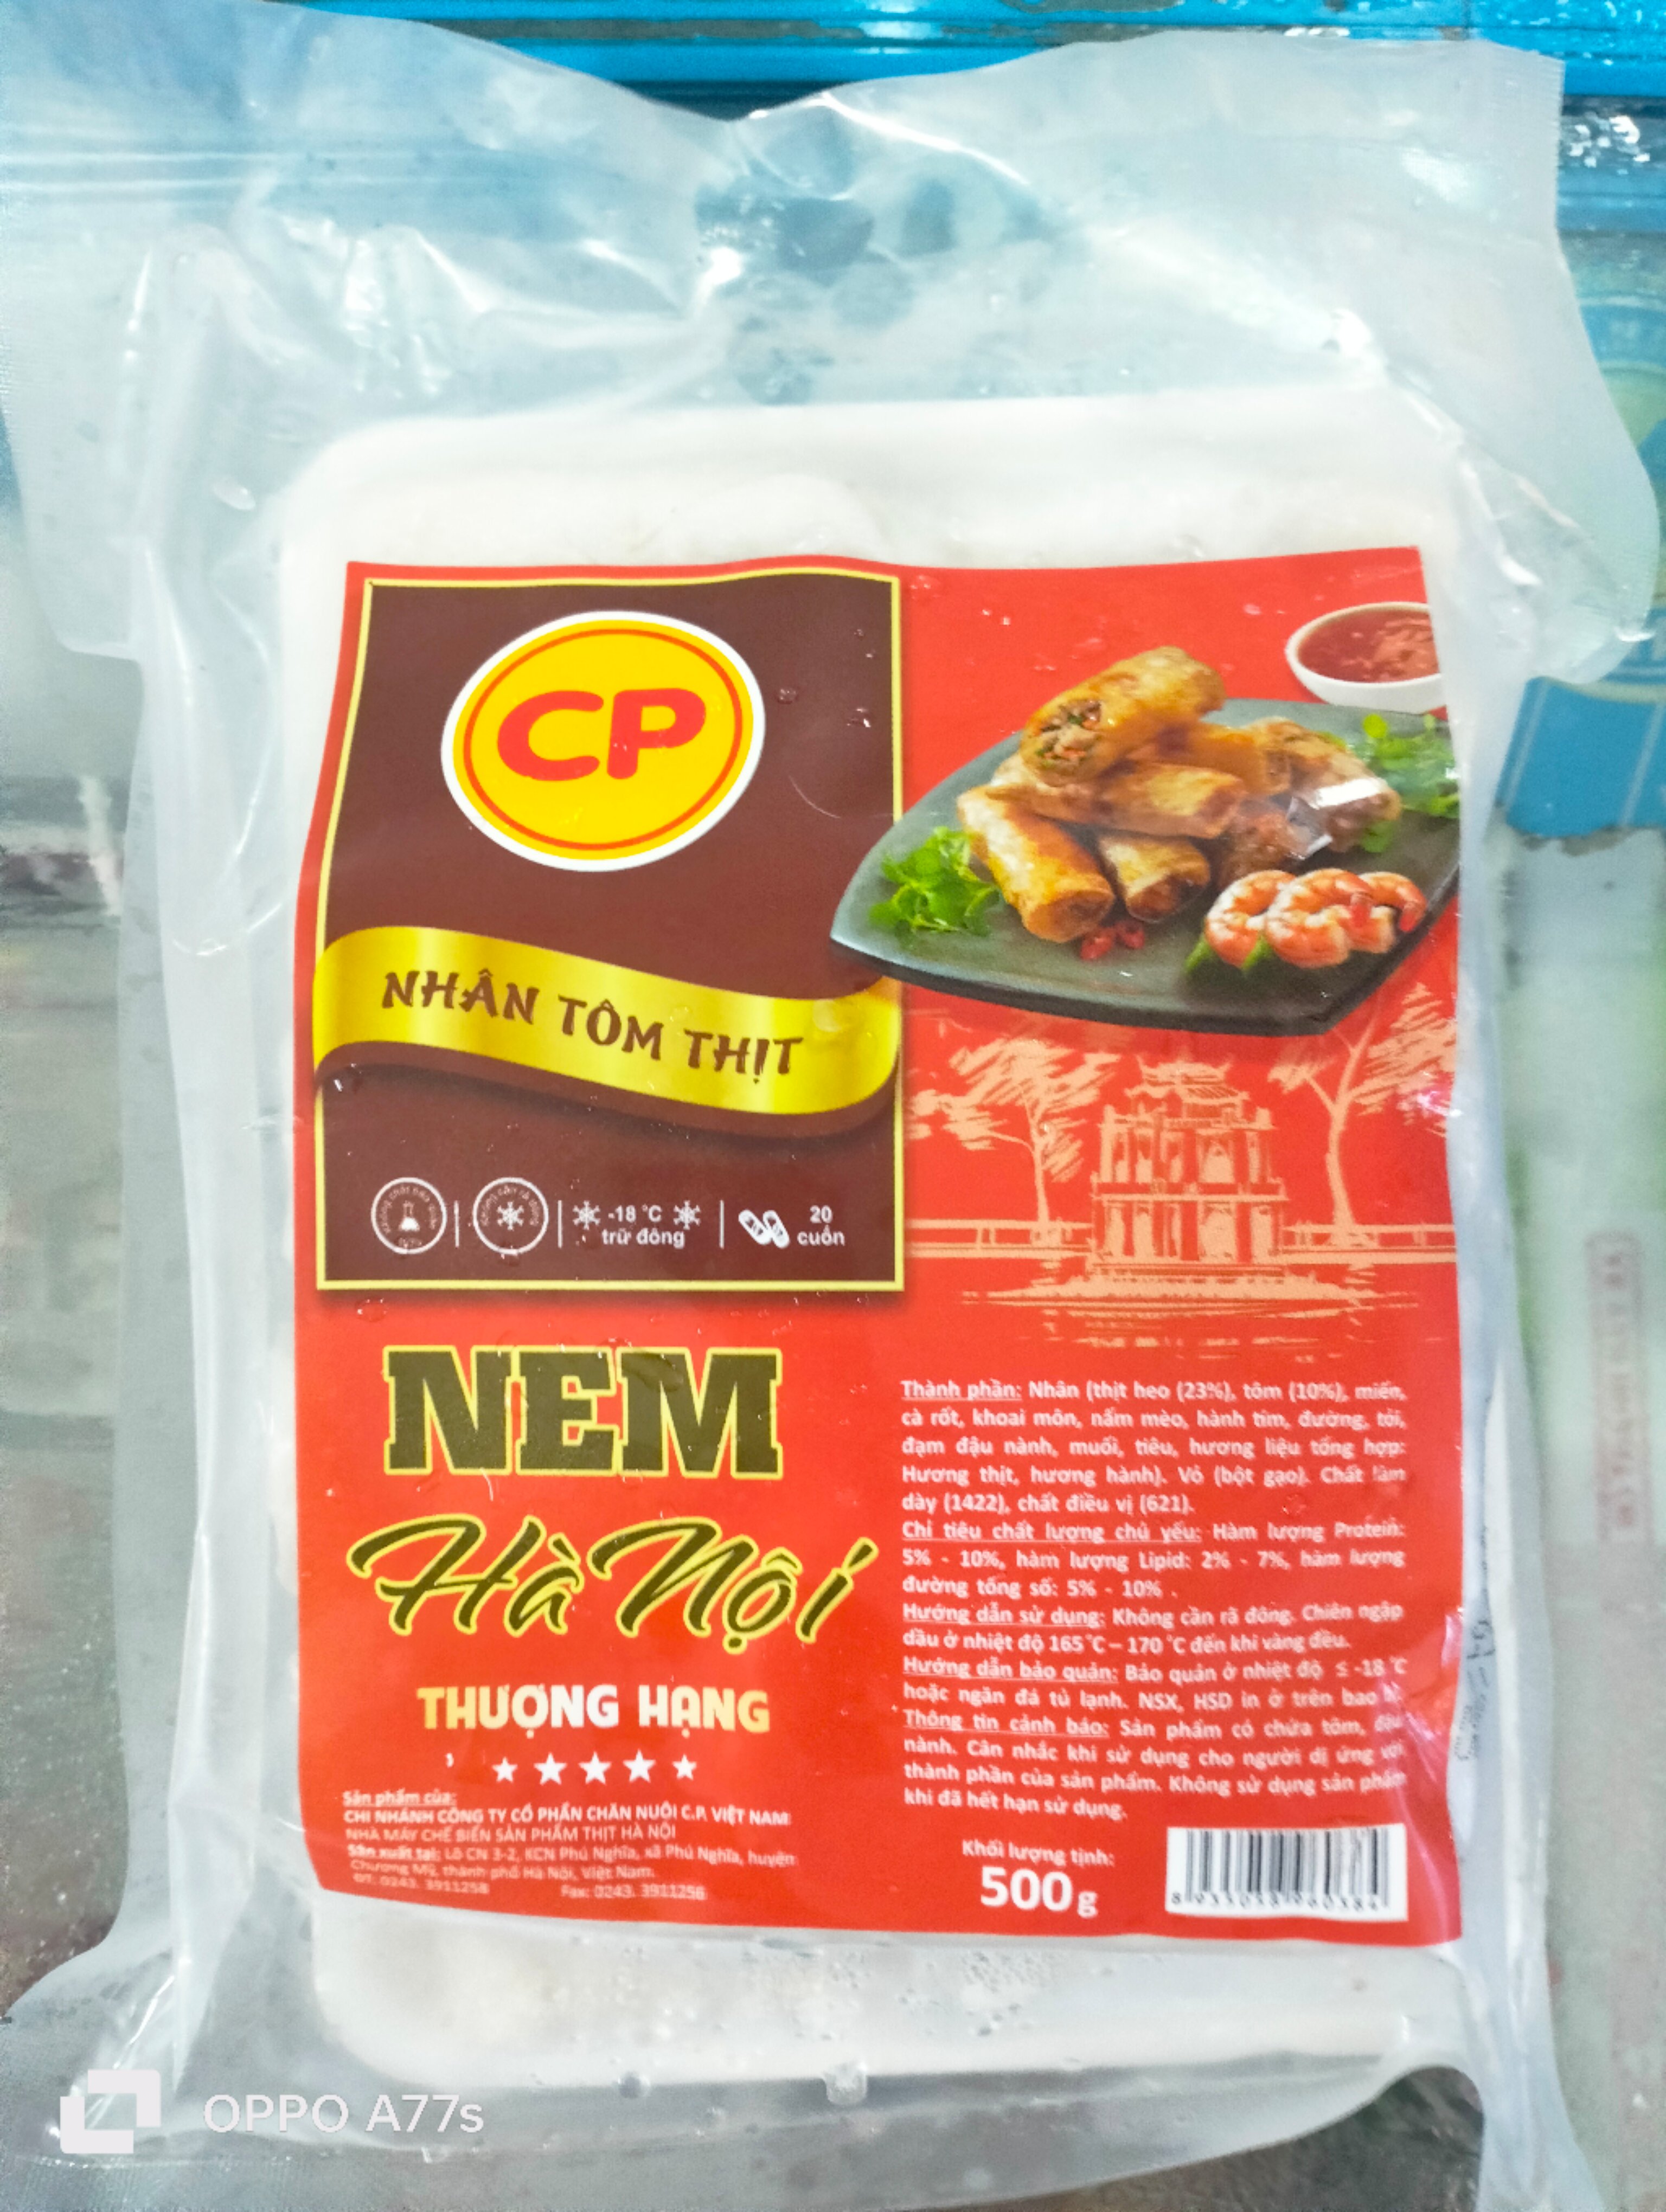 CP
NHÂN TÔM THỊT
-18 °C
trữ đông
20
cuốn
NEM
Hà Nội
THƯỢNG HẠNG
Sản phẩm của:
CHI NHÁNH CÔNG TY CỔ PHẦN CHĂN NUÔI C.P. VIỆT NAM
NHÀ MÁY CHẾ BIẾN SẢN PHẨM THỊT HÀ NỘI
Sản xuất tại: Lô CN 3-2, KCN Phú Nghĩa, xã Phú Nghĩa, huyện
Chương Mỹ, thành phố Hà Nội, Việt Nam.
ĐT: 0243. 3911258 Fax: 0243. 3911256
Thành phần: Nhân (thịt heo (23%), tôm (10%), miến,
cà rốt, khoai môn, nấm mèo, hành tím, đường, tỏi,
đạm đậu nành, muối, tiêu, hương liệu tổng hợp:
Hương thịt, hương hành). Vỏ (bột gạo). Chất làm
dày (1422), chất điều vị (621).
Chỉ tiêu chất lượng chủ yếu: Hàm lượng Protein:
5% - 10%, hàm lượng Lipid: 2% - 7%, hàm lượng
đường tổng số: 5% - 10% .
Hướng dẫn sử dụng: Không cần rã đông. Chiên ngập
dầu ở nhiệt độ 165°C – 170 °C đến khi vàng đều.
Hướng dẫn bảo quản: Bảo quản ở nhiệt độ ≤ -18 °C
hoặc ngăn đá tủ lạnh. NSX, HSD in ở trên bao bì.
Thông tin cảnh báo: Sản phẩm có chứa tôm, đậu
nành. Cân nhắc khi sử dụng cho người dị ứng với
thành phần của sản phẩm. Không sử dụng sản phẩm
khi đã hết hạn sử dụng.
Khối lượng tịnh:
500g
OPPO A77s